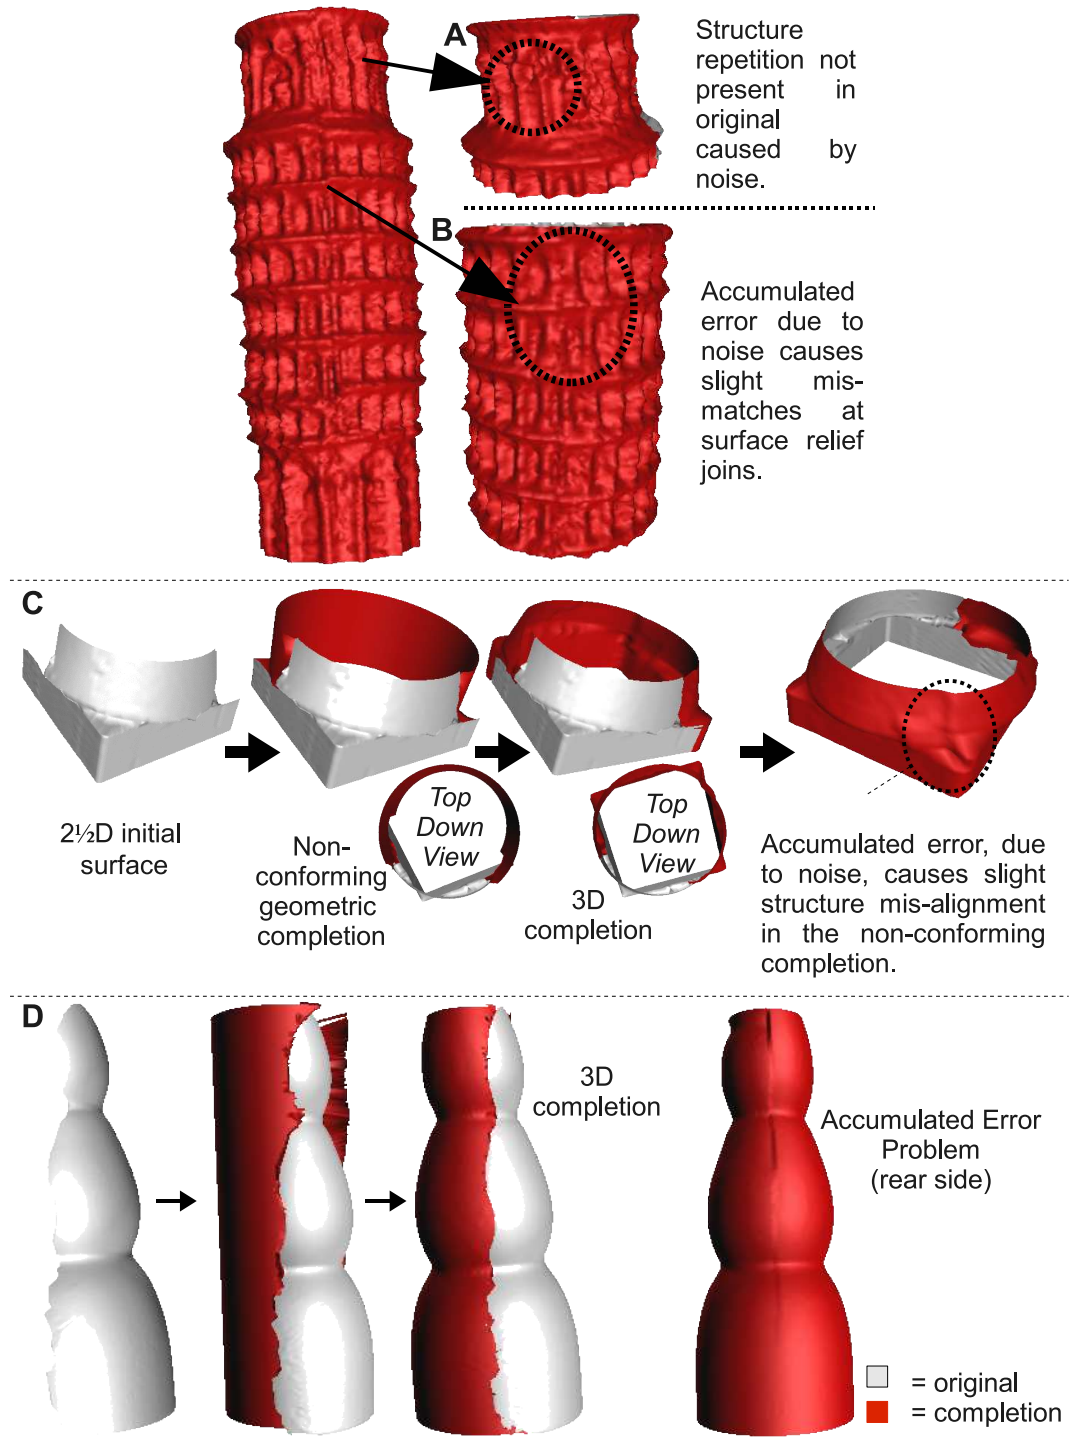 A
Structure
repetition not
present in
original
caused by
noise.
B
Accumulated
error due to
noise causes
slight mis-
matches at
surface relief
joins.
C
2½D initial
surface
Non-
conforming
geometric
completion
Top
Down
View
3D
completion
Top
Down
View
Accumulated error, due
to noise, causes slight
structure mis-alignment
in the non-conforming
completion.
D
3D
completion
Accumulated Error
Problem
(rear side)
= original
= completion